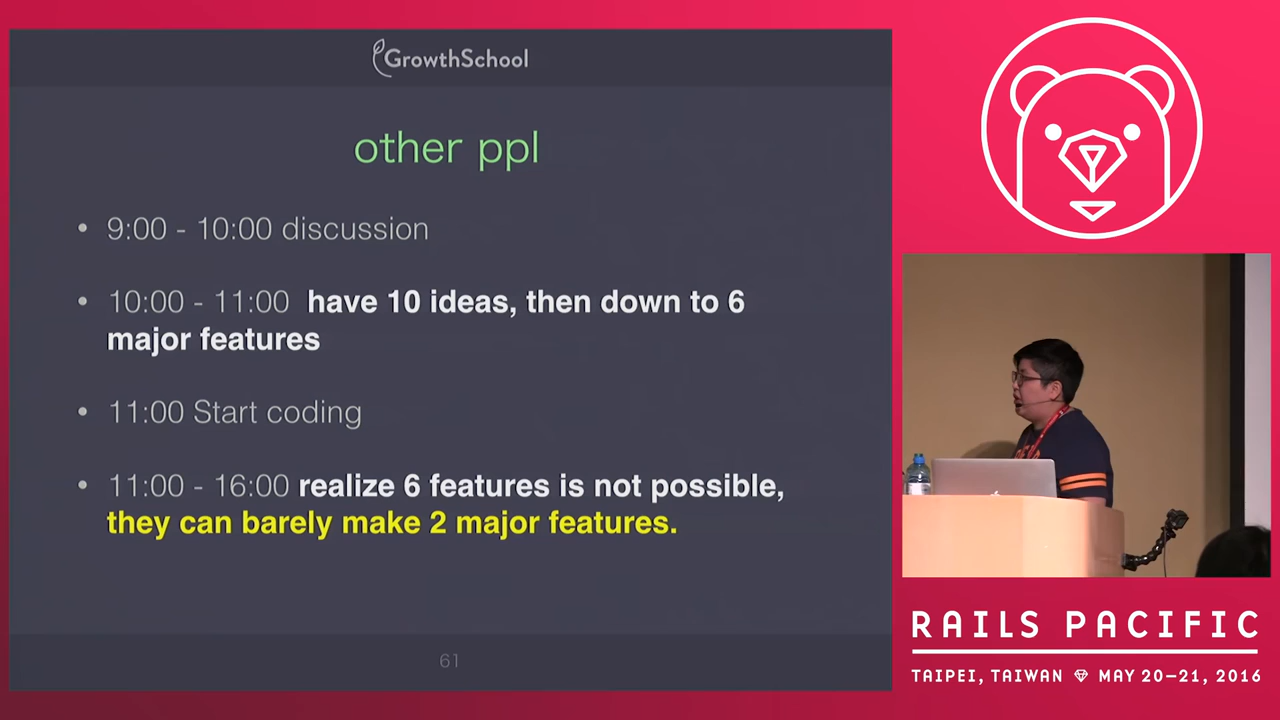 GrowthSchool
other ppl
• 9:00 - 10:00 discussion
• 10:00 - 11:00 have 10 ideas, then down to 6
major features
• 11:00 Start coding
• 11:00 - 16:00 realize 6 features is not possible,
they can barely make 2 major features.
61
RAILS PACIFIC
TAIPEI, TAIWAN MAY 20–21, 2016